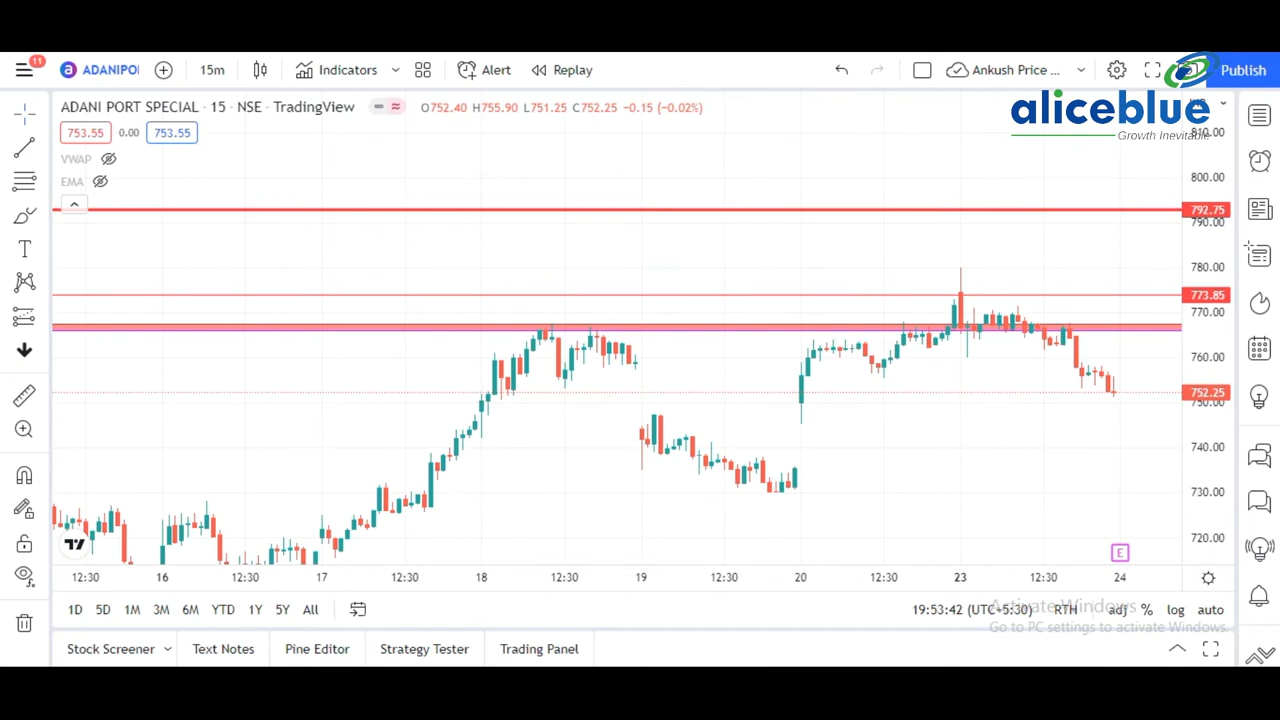 11
ADANIPO
15m
Indicators
Alert
Replay
Ankush Price ...
Publish
aliceblue
Growth Inevitable
ADANI PORT SPECIAL · 15 · NSE · TradingView
O752.40 H755.90 L751.25 C752.25 −0.15 (−0.02%)
753.55 0.00 753.55
VWAP
EMA
810.00
800.00
792.75
790.00
780.00
773.85
770.00
760.00
752.25
750.00
740.00
730.00
720.00
E
12:30 16 12:30 17 12:30 18 12:30 19 12:30 20 12:30 23 12:30 24
1D 5D 1M 3M 6M YTD 1Y 5Y All
19:53:42 (UTC+5:30) RTH adj % log auto
Activate Windows
Go to PC settings to activate Windows.
Stock Screener Text Notes Pine Editor Strategy Tester Trading Panel